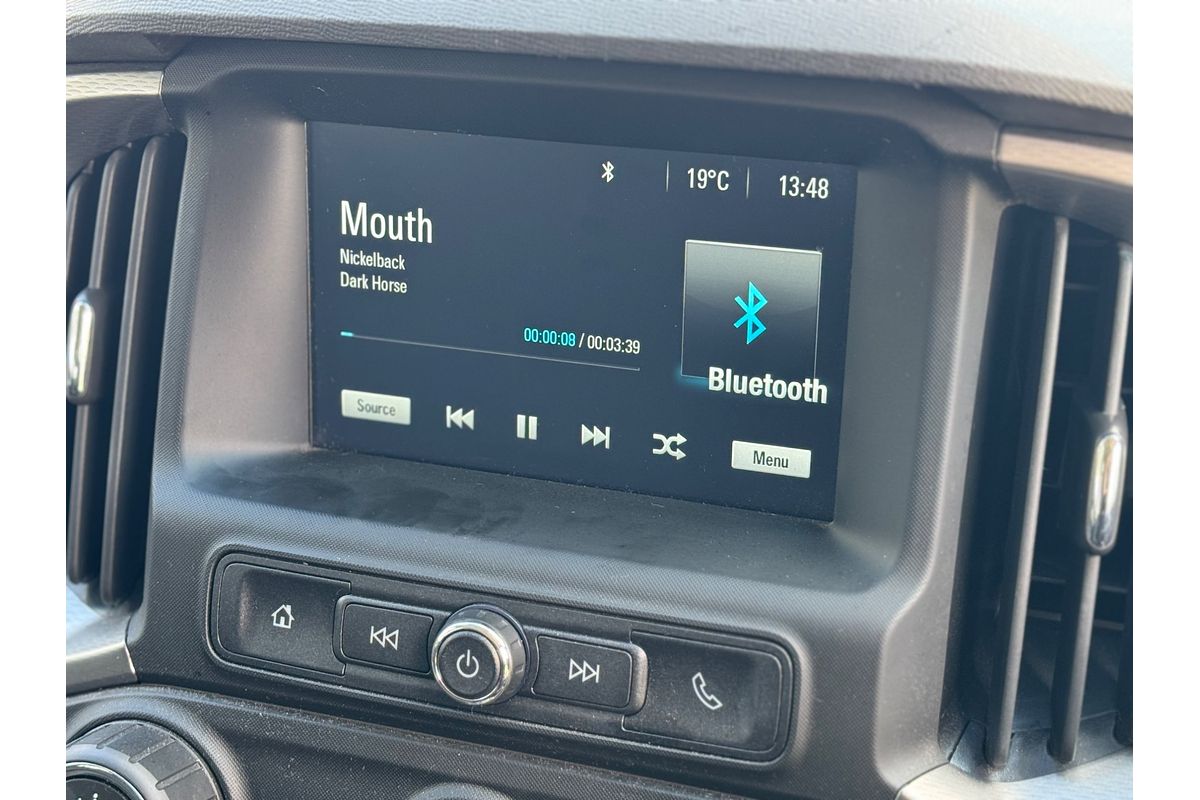 19°C
13:48
Mouth
Nickelback
Dark Horse
00:00:08 / 00:03:39
Bluetooth
Source
Menu